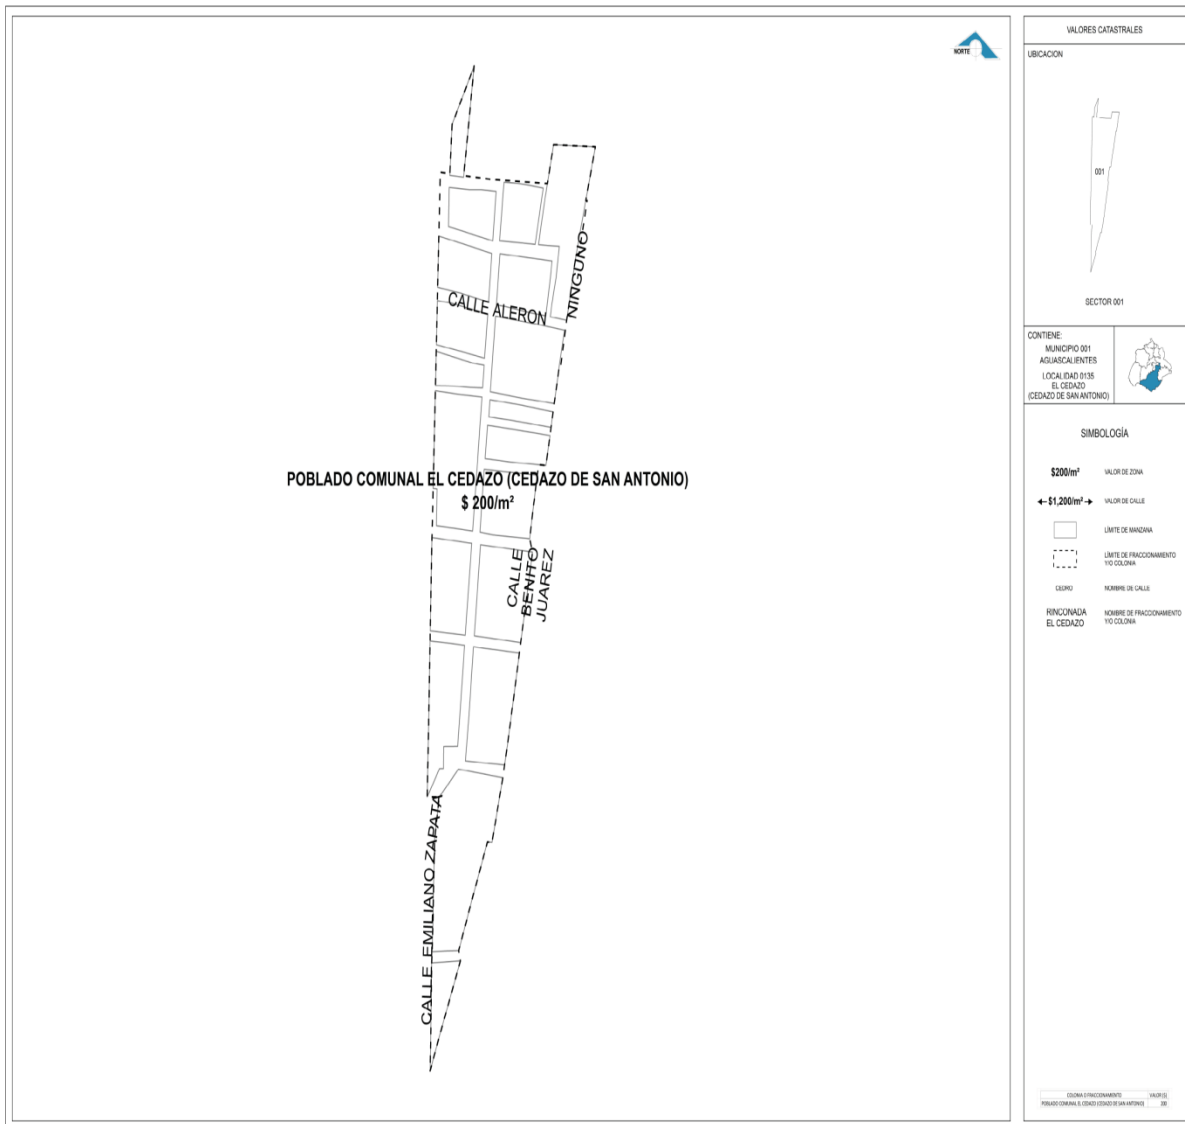 NORTE
CALLE ALERON
NINGUNO
POBLADO COMUNAL EL CEDAZO (CEDAZO DE SAN ANTONIO)
$ 200/m²
CALLE
BENITO
JUAREZ
CALLE EMILIANO ZAPATA
VALORES CATASTRALES
UBICACION
001
SECTOR 001
CONTIENE:
MUNICIPIO 001
AGUASCALIENTES
LOCALIDAD 0135
EL CEDAZO
(CEDAZO DE SAN ANTONIO)
SIMBOLOGÍA
$200/m² VALOR DE ZONA
$1,200/m² VALOR DE CALLE
LÍMITE DE MANZANA
LÍMITE DE FRACCIONAMIENTO
Y/O COLONIA
CEDRO NOMBRE DE CALLE
RINCONADA
EL CEDAZO
NOMBRE DE FRACCIONAMIENTO
Y/O COLONIA
COLONIA O FRACCIONAMIENTO VALOR ($)
POBLADO COMUNAL EL CEDAZO (CEDAZO DE SAN ANTONIO) 200